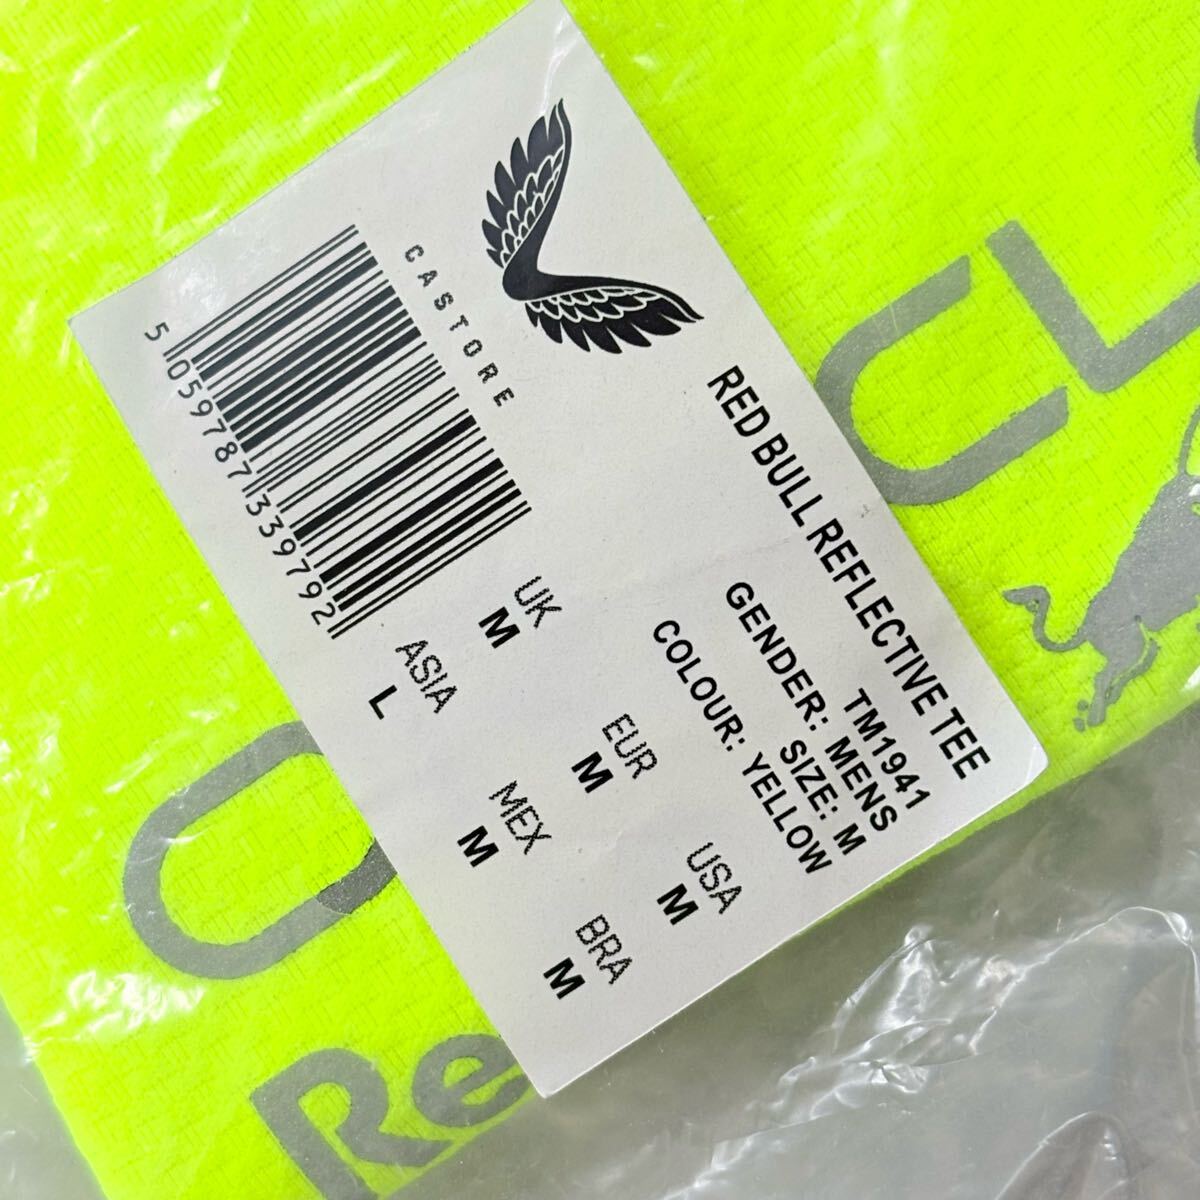 CASTORE
RED BULL REFLECTIVE TEE
TM1941
GENDER: MENS
SIZE: M
COLOUR: YELLOW
5 059787 339792
UK EUR USA
M M M
ASIA MEX BRA
L M M
Re